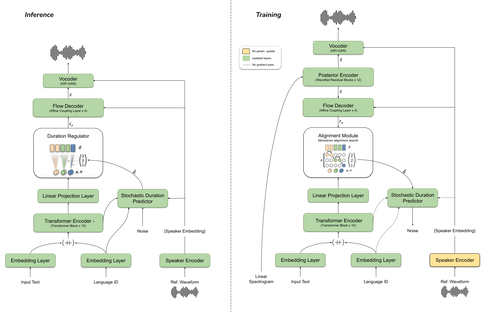 Inference
Vocoder
(HiFi-GAN)
z
Flow Decoder
(Affine Coupling Layer x 4)
Duration Regulator
d
Linear Projection Layer
Stochastic Duration
Predictor
Transformer Encoder
(Transformer Block x 10)
Noise
(Speaker Embedding)
Embedding Layer
Embedding Layer
Speaker Encoder
Input Text
Language ID
Ref. Waveform
Training
No param. update
Updated layers
No gradient pass
Vocoder
(HiFi-GAN)
z
Posterior Encoder
(WaveNet Residual Blocks x 12)
Flow Decoder
(Affine Coupling Layer x 4)
Alignment Module
Monotonic alignment search
d
Linear Projection Layer
Stochastic Duration
Predictor
Transformer Encoder
(Transformer Block x 10)
Noise
(Speaker Embedding)
Embedding Layer
Embedding Layer
Speaker Encoder
Linear
Spectrogram
Input Text
Language ID
Ref. Waveform